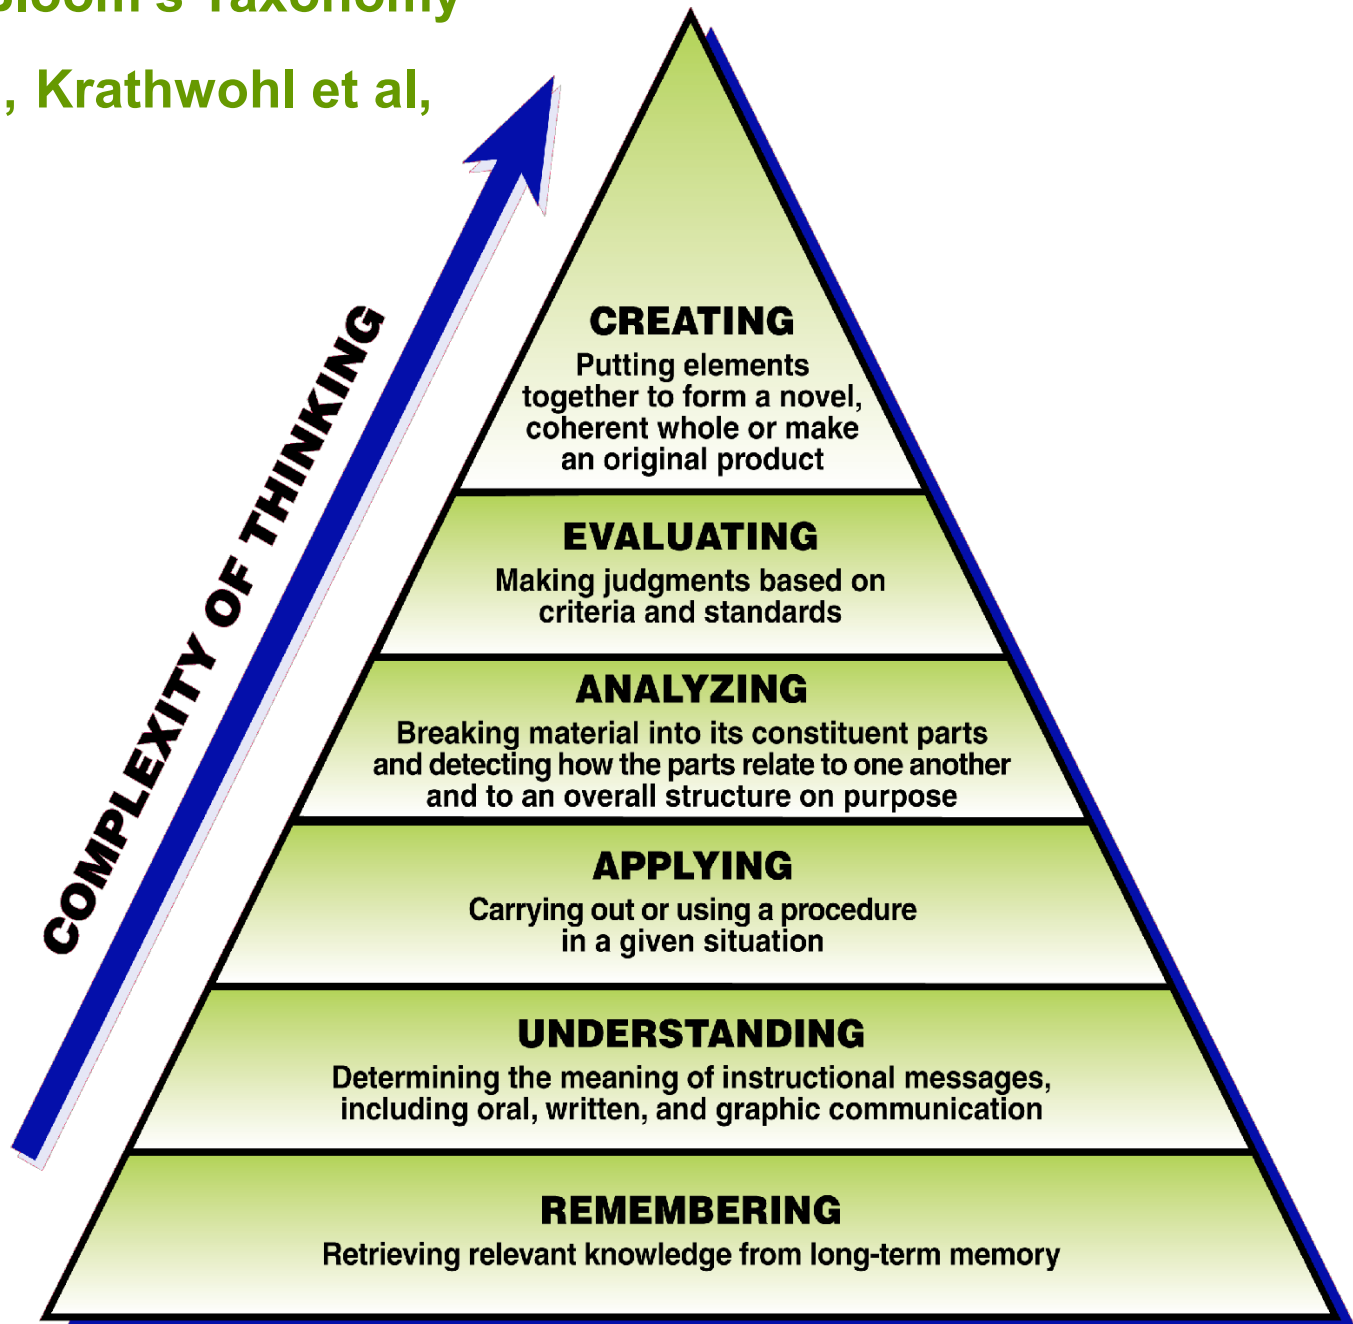 Bloom's Taxonomy
, Krathwohl et al,
COMPLEXITY OF THINKING
CREATING
Putting elements
together to form a novel,
coherent whole or make
an original product
EVALUATING
Making judgments based on
criteria and standards
ANALYZING
Breaking material into its constituent parts
and detecting how the parts relate to one another
and to an overall structure on purpose
APPLYING
Carrying out or using a procedure
in a given situation
UNDERSTANDING
Determining the meaning of instructional messages,
including oral, written, and graphic communication
REMEMBERING
Retrieving relevant knowledge from long-term memory